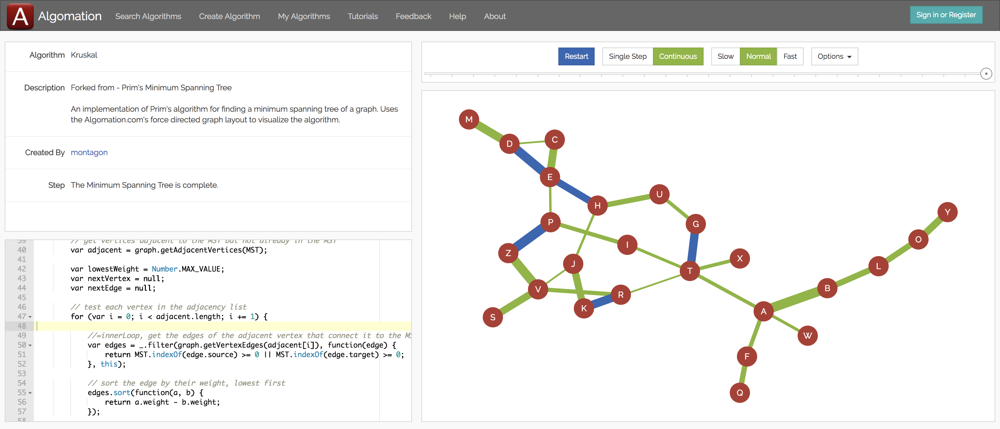 A Algomation Search Algorithms Create Algorithm My Algorithms Tutorials Feedback Help About Sign in or Register
Algorithm Kruskal
Description Forked from - Prim's Minimum Spanning Tree
An implementation of Prim's algorithm for finding a minimum spanning tree of a graph. Uses
the Algomation.com's force directed graph layout to visualize the algorithm.
Created By montagon
Step The Minimum Spanning Tree is complete.
39 // get vertices adjacent to the MST but not already in the MST
40 var adjacent = graph.getAdjacentVertices(MST);
41
42 var lowestWeight = Number.MAX_VALUE;
43 var nextVertex = null;
44 var nextEdge = null;
45
46 // test each vertex in the adjacency list
47 for (var i = 0; i < adjacent.length; i += 1) {
48
49 //=innerLoop, get the edges of the adjacent vertex that connect it to the MS
50 var edges = _.filter(graph.getVertexEdges(adjacent[i]), function(edge) {
51 return MST.indexOf(edge.source) >= 0 || MST.indexOf(edge.target) >= 0;
52 }, this);
53
54 // sort the edge by their weight, lowest first
55 edges.sort(function(a, b) {
56 return a.weight - b.weight;
57 });
58
Restart Single Step Continuous Slow Normal Fast Options
M
C
D
E
U
H
Y
P
G
O
I
Z
X
J
L
T
B
V
R
K
A
S
W
F
Q